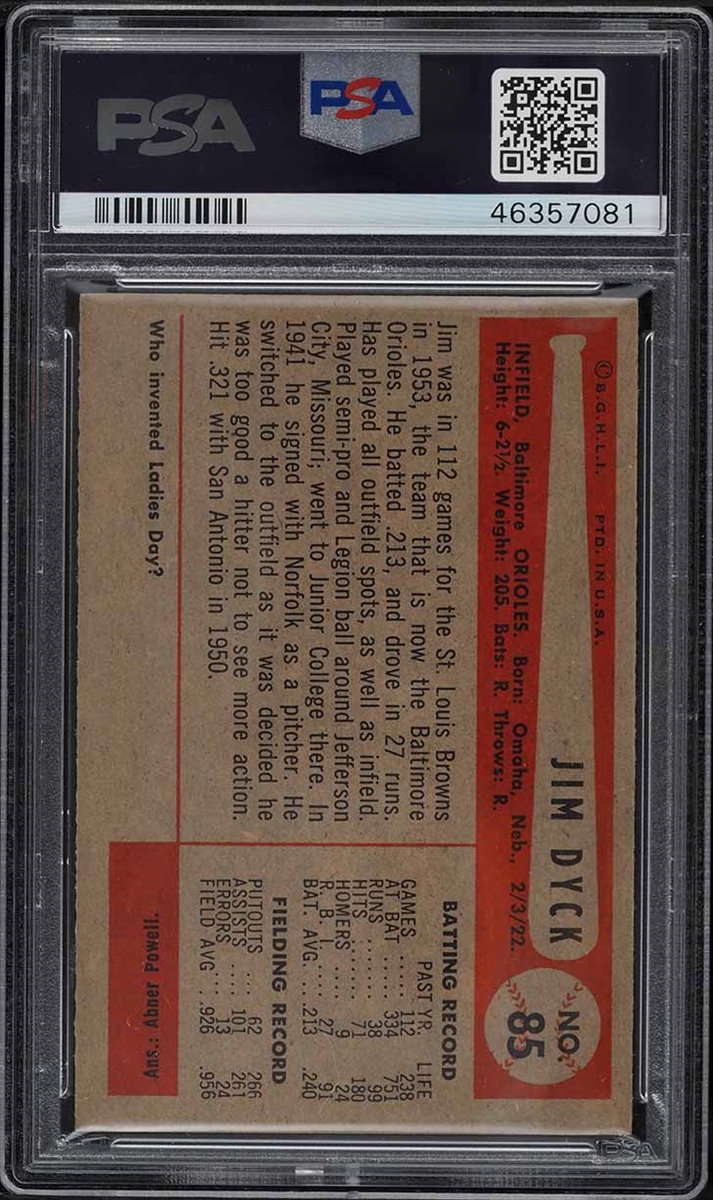 PSA
PSA
46357081
© B.G.H.L.I. PTD. IN U.S.A.
JIM DYCK
NO.
85
INFIELD, Baltimore ORIOLES. Born: Omaha, Neb., 2/3/22.
Height: 6-2½. Weight: 205. Bats: R. Throws: R.
Jim was in 112 games for the St. Louis Browns
in 1953, the team that is now the Baltimore
Orioles. He batted .213, and drove in 27 runs.
Has played all outfield spots, as well as infield.
Played semi-pro and Legion ball around Jefferson
City, Missouri; went to Junior College there. In
1941 he signed with Norfolk as a pitcher. He
switched to the outfield as it was decided he
was too good a hitter not to see more action.
Hit .321 with San Antonio in 1950.
BATTING RECORD
PAST YR. LIFE
GAMES ..... 112 238
AT BAT ..... 334 751
RUNS ...... 38 99
HITS ...... 71 180
HOMERS .... 9 24
R. B. I. .... 27 91
BAT. AVG. .. .213 .240
FIELDING RECORD
PUTOUTS .... 62 266
ASSISTS .... 101 261
ERRORS .... 13 24
FIELD AVG .. .926 .956
Who invented Ladies Day?
Ans.: Abner Powell.
PSA